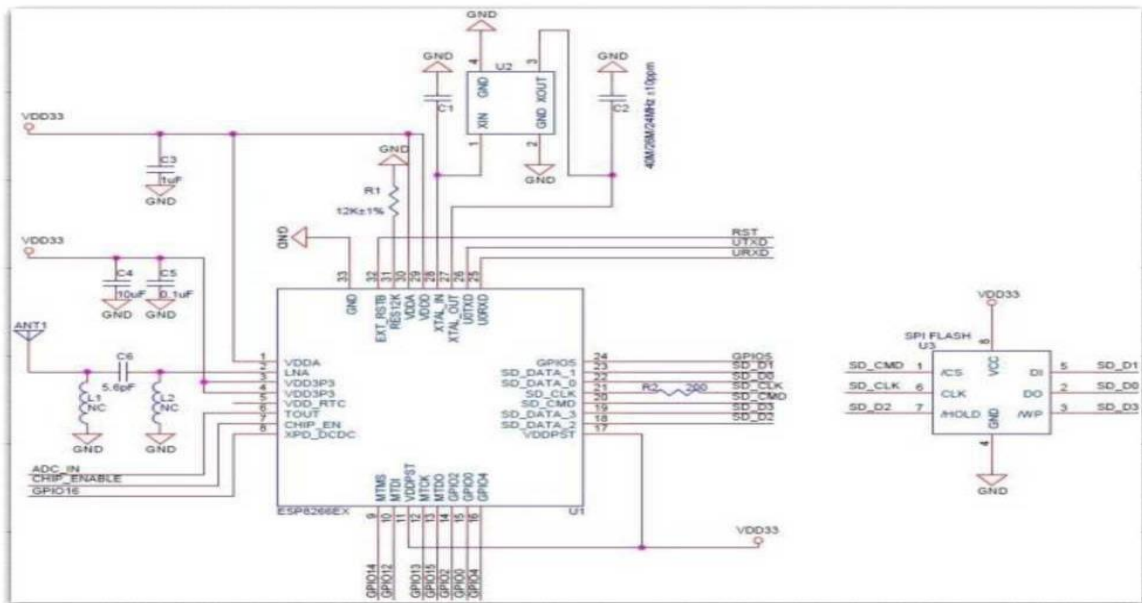 GND
GND
GND
U2
4
3
GND
XOUT
XIN
GND
1
2
C1
C2
GND
40M/26M/24MHz ±10ppm
VDD33
C3
1uF
GND
GND
R1
12K±1%
GND
VDD33
C4
10uF
GND
C5
0.1uF
GND
RST
UTXD
URXD
33
32
31
30
29
28
27
26
25
GND
EXT_RSTB
RES12K
VDDA
VDDD
XTAL_IN
XTAL_OUT
U0TXD
U0RXD
ANT1
C6
5.6pF
L1
NC
L2
NC
GND
GND
1 VDDA
2 LNA
3 VDD3P3
4 VDD3P3
5 VDD_RTC
6 TOUT
7 CHIP_EN
8 XPD_DCDC
GPIO5 24 GPIO5
SD_DATA_1 23 SD_D1
SD_DATA_0 22 SD_D0
SD_CLK 21 R2 200 SD_CLK
SD_CMD 20 SD_CMD
SD_DATA_3 19 SD_D3
SD_DATA_2 18 SD_D2
VDDPST 17
ADC_IN
CHIP_ENABLE
GPIO16
MTMS
MTDI
VDDPST
MTCK
MTDO
GPIO2
GPIO0
GPIO4
ESP8266EX
U1
9
10
11
12
13
14
15
16
GPIO14
GPIO12
GPIO13
GPIO15
GPIO2
GPIO0
GPIO4
VDD33
VDD33
SPI FLASH
U3
8
SD_CMD 1 /CS
VCC
DI 5 SD_D1
SD_CLK 6 CLK
DO 2 SD_D0
SD_D2 7 /HOLD
GND
/WP 3 SD_D3
4
GND